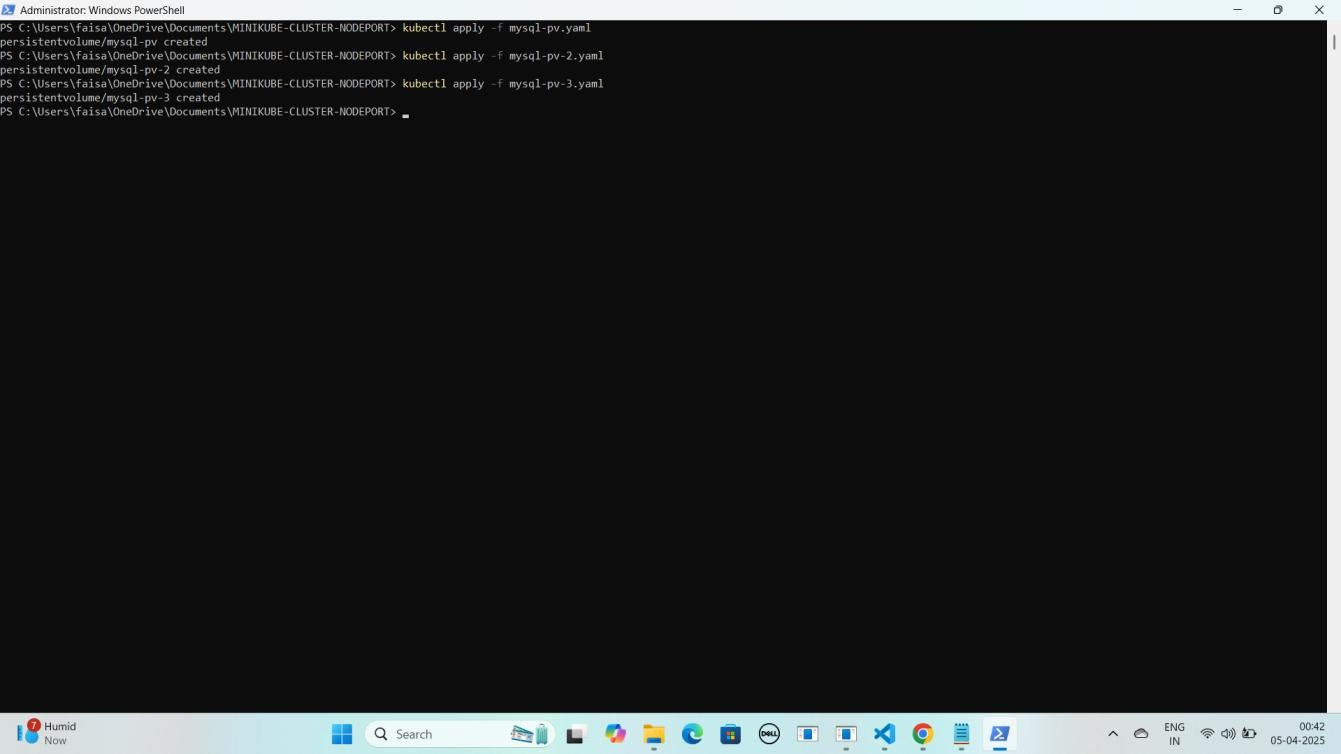 Administrator: Windows PowerShell
PS C:\Users\faisa\OneDrive\Documents\MINIKUBE-CLUSTER-NODEPORT> kubectl apply -f mysql-pv.yaml
persistentvolume/mysql-pv created
PS C:\Users\faisa\OneDrive\Documents\MINIKUBE-CLUSTER-NODEPORT> kubectl apply -f mysql-pv-2.yaml
persistentvolume/mysql-pv-2 created
PS C:\Users\faisa\OneDrive\Documents\MINIKUBE-CLUSTER-NODEPORT> kubectl apply -f mysql-pv-3.yaml
persistentvolume/mysql-pv-3 created
PS C:\Users\faisa\OneDrive\Documents\MINIKUBE-CLUSTER-NODEPORT>
7
Humid
Now
Search
DELL
ENG
IN
00:42
05-04-2025